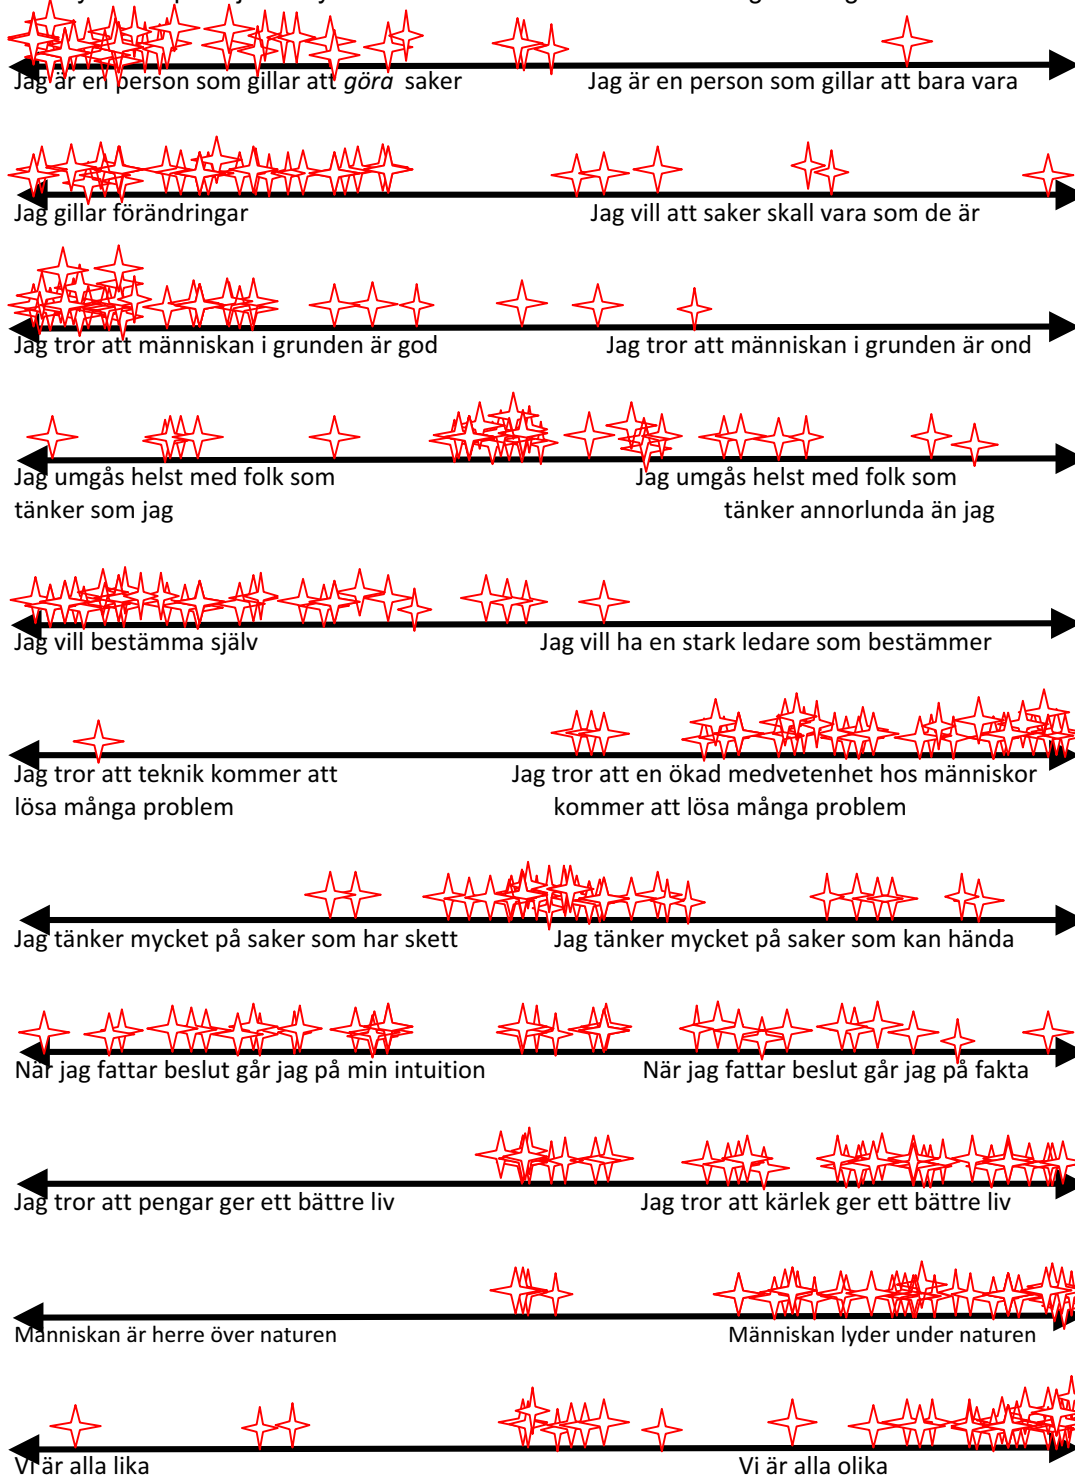 Jag är en person som gillar att göra saker Jag är en person som gillar att bara vara
Jag gillar förändringar Jag vill att saker skall vara som de är
Jag tror att människan i grunden är god Jag tror att människan i grunden är ond
Jag umgås helst med folk som Jag umgås helst med folk som
tänker som jag tänker annorlunda än jag
Jag vill bestämma själv Jag vill ha en stark ledare som bestämmer
Jag tror att teknik kommer att Jag tror att en ökad medvetenhet hos människor
lösa många problem kommer att lösa många problem
Jag tänker mycket på saker som har skett Jag tänker mycket på saker som kan hända
När jag fattar beslut går jag på min intuition När jag fattar beslut går jag på fakta
Jag tror att pengar ger ett bättre liv Jag tror att kärlek ger ett bättre liv
Människan är herre över naturen Människan lyder under naturen
Vi är alla lika Vi är alla olika